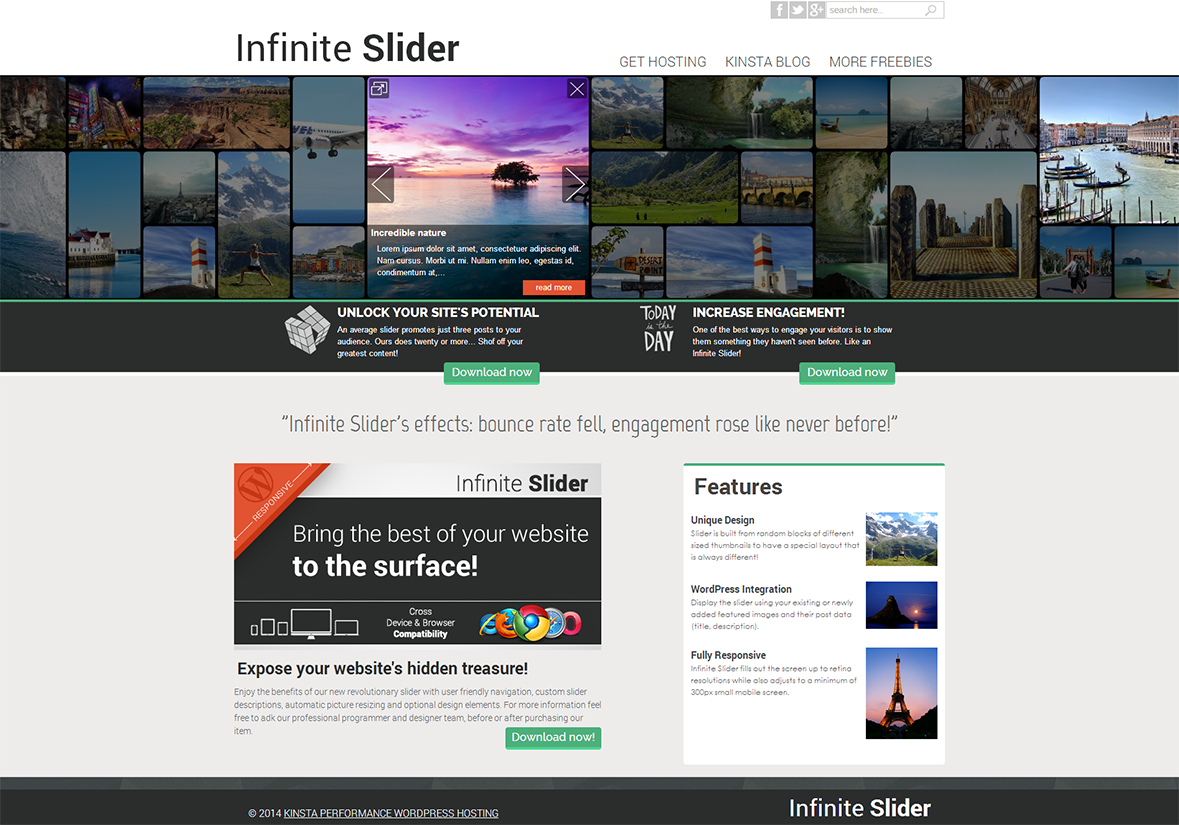 search here..
Infinite Slider
GET HOSTING KINSTA BLOG MORE FREEBIES
Incredible nature
Lorem ipsum dolor sit amet, consectetuer adipiscing elit.
Nam cursus. Morbi ut mi. Nullam enim leo, egestas id,
condimentum at,...
read more
DESERT
POINT
UNLOCK YOUR SITE'S POTENTIAL
An average slider promotes just three posts to your
audience. Ours does twenty or more... Shof off your
greatest content!
Download now
TODAY
is the
DAY
INCREASE ENGAGEMENT!
One of the best ways to engage your visitors is to show
them something they haven't seen before. Like an
Infinite Slider!
Download now
"Infinite Slider's effects: bounce rate fell, engagement rose like never before!"
RESPONSIVE
Infinite Slider
Bring the best of your website
to the surface!
Cross
Device & Browser
Compatibility
Expose your website's hidden treasure!
Enjoy the benefits of our new revolutionary slider with user friendly navigation, custom slider
descriptions, automatic picture resizing and optional design elements. For more information feel
free to adk our professional programmer and designer team, before or after purchasing our
item.
Download now!
Features
Unique Design
Slider is built from random blocks of different
sized thumbnails to have a special layout that
is always different!
WordPress Integration
Display the slider using your existing or newly
added featured images and their post data
(title, description).
Fully Responsive
Infinite Slider fills out the screen up to retina
resolutions while also adjusts to a minimum of
300px small mobile screen.
© 2014 KINSTA PERFORMANCE WORDPRESS HOSTING
Infinite Slider